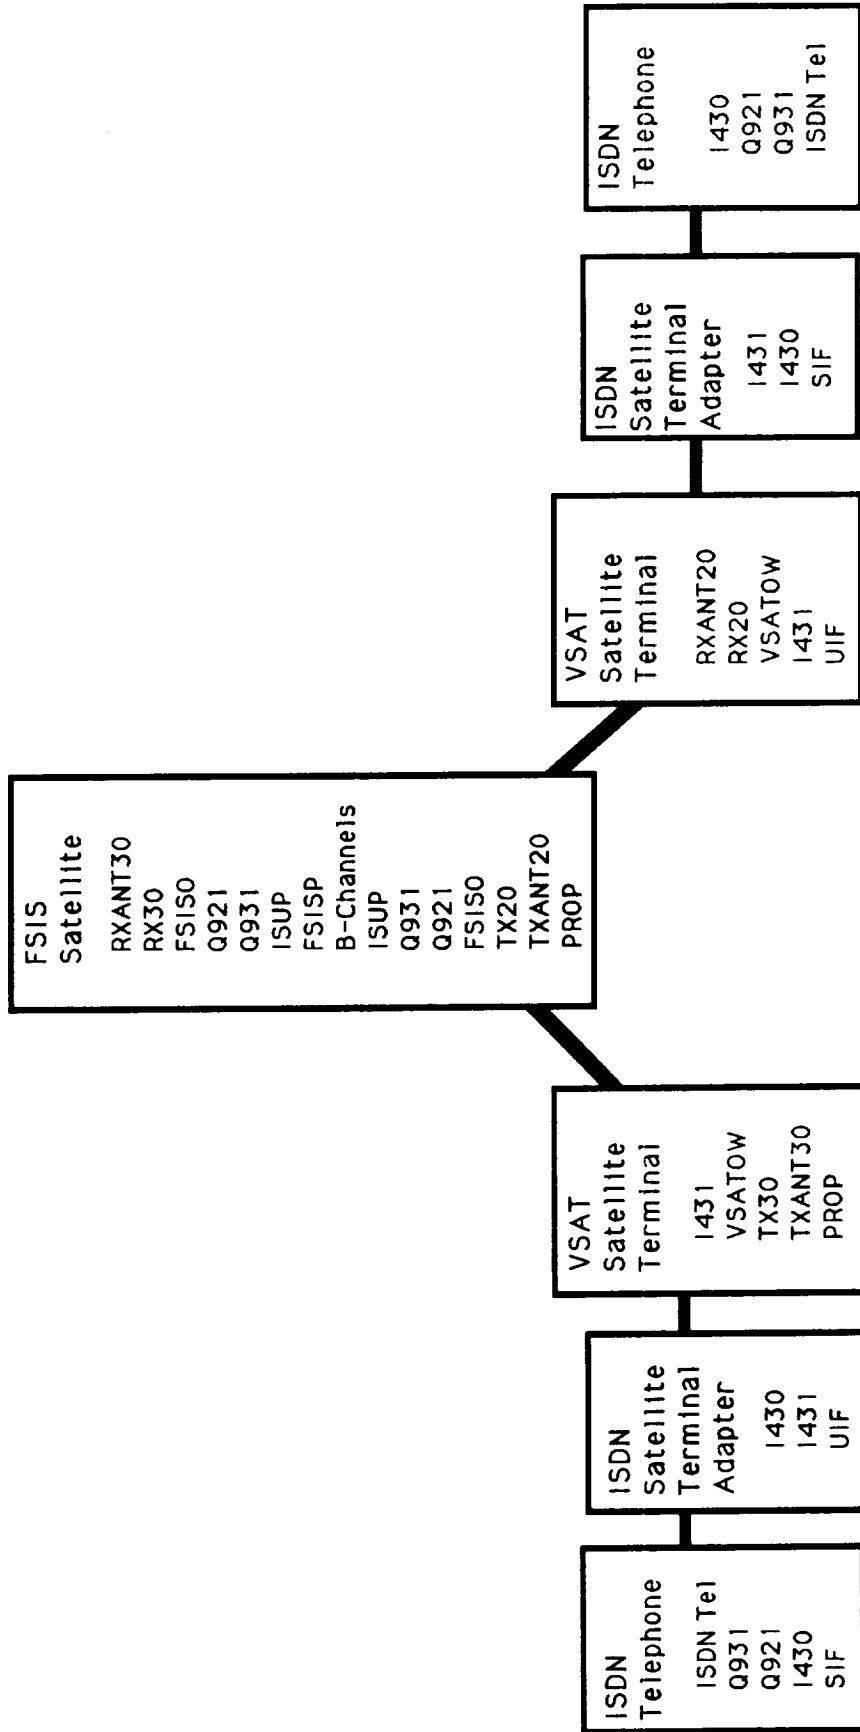 ISDN
Telephone
ISDN Tel
Q931
Q921
I430
SIF
ISDN
Satellite
Terminal
Adapter
I430
I431
UIF
VSAT
Satellite
Terminal
I431
VSATOW
TX30
TXANT30
PROP
FSIS
Satellite
RXANT30
RX30
FSISO
Q921
Q931
ISUP
FSISP
B-Channels
ISUP
Q931
Q921
FSISO
TX20
TXANT20
PROP
VSAT
Satellite
Terminal
RXANT20
RX20
VSATOW
I431
UIF
ISDN
Satellite
Terminal
Adapter
I431
I430
SIF
ISDN
Telephone
I430
Q921
Q931
ISDN Tel